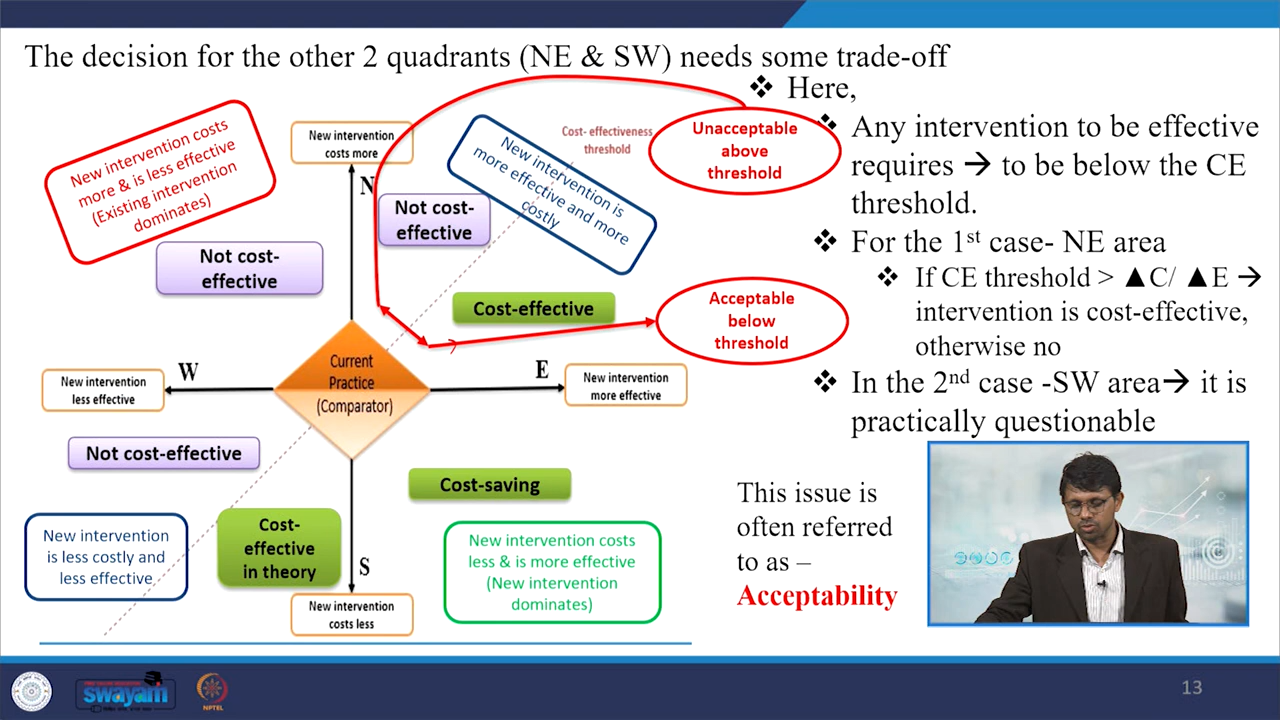 The decision for the other 2 quadrants (NE & SW) needs some trade-off
New intervention costs
more & is less effective
(Existing intervention
dominates)
New intervention
costs more
N
Cost- effectiveness
threshold
New intervention is
more effective and more
costly
Unacceptable
above
threshold
Not cost-
effective
Not cost-
effective
Cost-effective
Acceptable
below
threshold
Current
Practice
(Comparator)
W
New intervention
less effective
E
New intervention
more effective
Not cost-effective
Cost-saving
New intervention
is less costly and
less effective
Cost-
effective
in theory
S
New intervention
costs less
New intervention costs
less & is more effective
(New intervention
dominates)
❖ Here,
❖ Any intervention to be effective
requires → to be below the CE
threshold.
❖ For the 1st case- NE area
❖ If CE threshold > ▲C/ ▲E →
intervention is cost-effective,
otherwise no
❖ In the 2nd case -SW area→ it is
practically questionable
This issue is
often referred
to as –
Acceptability
swayam
NPTEL
13